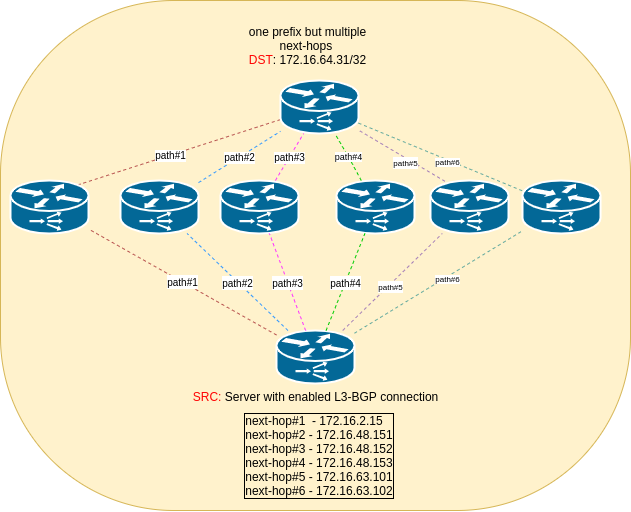 one prefix but multiple
next-hops
DST: 172.16.64.31/32
path#1
path#2
path#3
path#4
path#5
path#6
path#1
path#2
path#3
path#4
path#5
path#6
SRC: Server with enabled L3-BGP connection
next-hop#1 - 172.16.2.15
next-hop#2 - 172.16.48.151
next-hop#3 - 172.16.48.152
next-hop#4 - 172.16.48.153
next-hop#5 - 172.16.63.101
next-hop#6 - 172.16.63.102